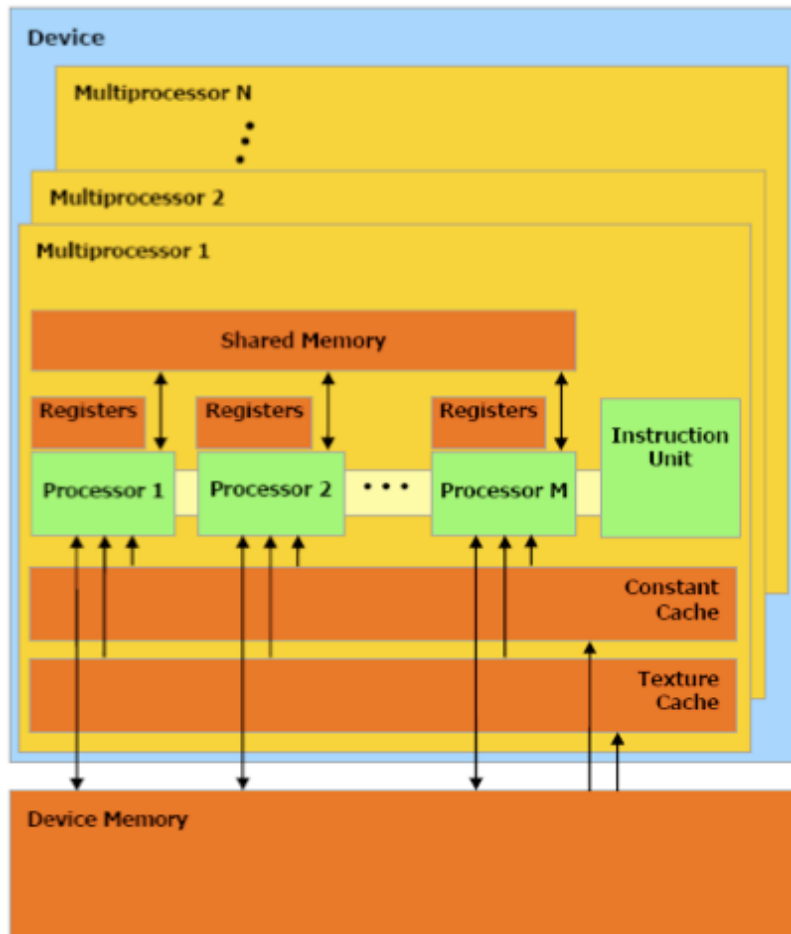 Device
Multiprocessor N
Multiprocessor 2
Multiprocessor 1
Shared Memory
Registers
Registers
Registers
Instruction
Unit
Processor 1
Processor 2
Processor M
Constant
Cache
Texture
Cache
Device Memory